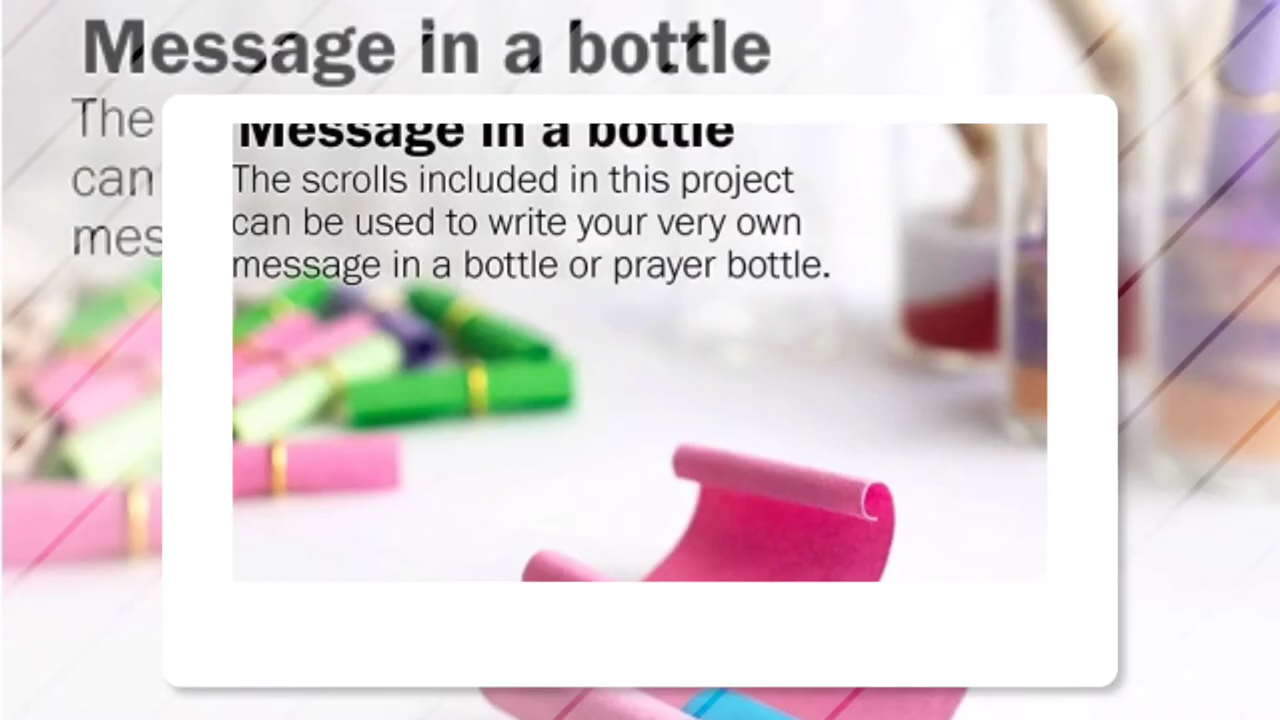 Message in a bottle
The
can
mes
Message in a bottle
The scrolls included in this project
can be used to write your very own
message in a bottle or prayer bottle.